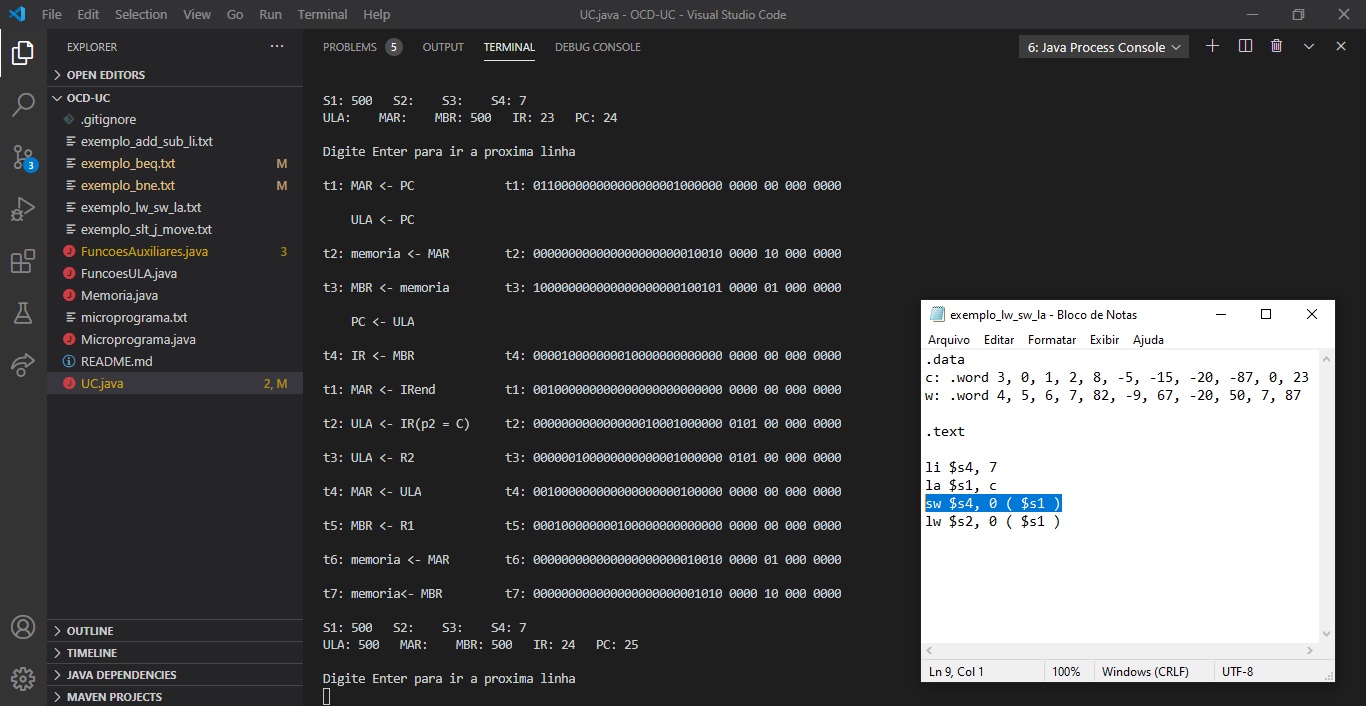 File Edit Selection View Go Run Terminal Help
UC.java - OCD-UC - Visual Studio Code
EXPLORER
OPEN EDITORS
OCD-UC
.gitignore
exemplo_add_sub_li.txt
exemplo_beq.txt M
exemplo_bne.txt M
exemplo_lw_sw_la.txt
exemplo_slt_j_move.txt
FuncoesAuxiliares.java 3
FuncoesULA.java
Memoria.java
microprograma.txt
Microprograma.java
README.md
UC.java 2, M
OUTLINE
TIMELINE
JAVA DEPENDENCIES
MAVEN PROJECTS
3
PROBLEMS 5 OUTPUT TERMINAL DEBUG CONSOLE
6: Java Process Console
S1: 500 S2: S3: S4: 7
ULA: MAR: MBR: 500 IR: 23 PC: 24
Digite Enter para ir a proxima linha
t1: MAR <- PC t1: 011000000000000000001000000 0000 00 000 0000
ULA <- PC
t2: memoria <- MAR t2: 000000000000000000000010010 0000 10 000 0000
t3: MBR <- memoria t3: 100000000000000000000100101 0000 01 000 0000
PC <- ULA
t4: IR <- MBR t4: 000010000000010000000000000 0000 00 000 0000
t1: MAR <- IRend t1: 001000000000000000000000000 0000 00 000 0000
t2: ULA <- IR(p2 = C) t2: 000000000000000010001000000 0101 00 000 0000
t3: ULA <- R2 t3: 000000100000000000001000000 0101 00 000 0000
t4: MAR <- ULA t4: 001000000000000000000100000 0000 00 000 0000
t5: MBR <- R1 t5: 000100000000100000000000000 0000 00 000 0000
t6: memoria <- MAR t6: 000000000000000000000010010 0000 01 000 0000
t7: memoria<- MBR t7: 000000000000000000000001010 0000 10 000 0000
S1: 500 S2: S3: S4: 7
ULA: 500 MAR: MBR: 500 IR: 24 PC: 25
Digite Enter para ir a proxima linha
exemplo_lw_sw_la - Bloco de Notas
Arquivo Editar Formatar Exibir Ajuda
.data
c: .word 3, 0, 1, 2, 8, -5, -15, -20, -87, 0, 23
w: .word 4, 5, 6, 7, 82, -9, 67, -20, 50, 7, 87
.text
li $s4, 7
la $s1, c
sw $s4, 0 ( $s1 )
lw $s2, 0 ( $s1 )
Ln 9, Col 1 100% Windows (CRLF) UTF-8